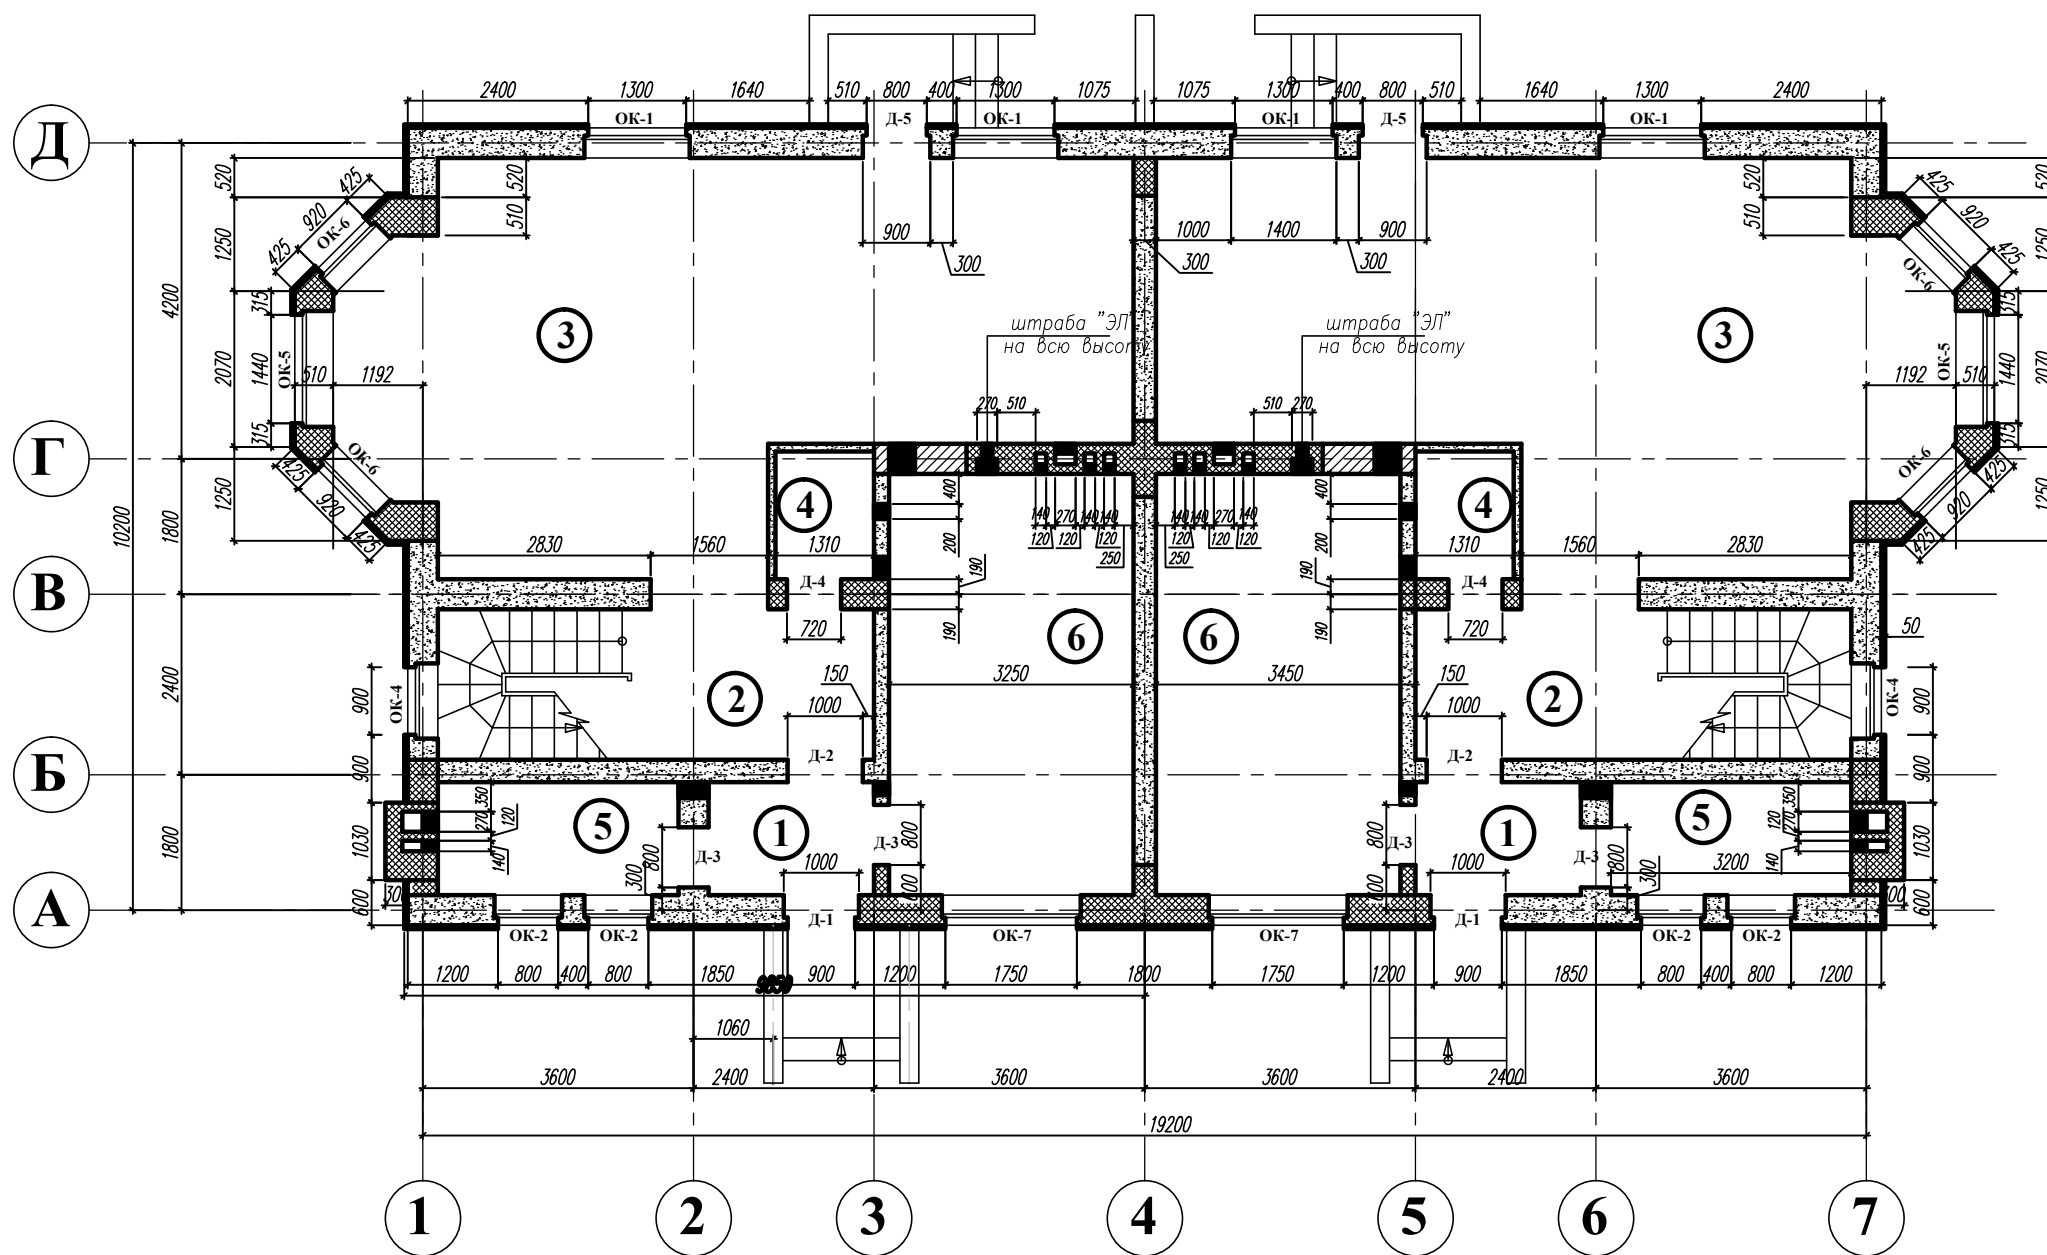 2400 1300 1640 510 800 400 1300 1075 1075 1300 400 800 510 1640 1300 2400
ОК-1 Д-5 ОК-1 ОК-1 Д-5 ОК-1
Д
520 425 520 520 425 520
920 510 510 920
1250 ОК-6 900 1000 1400 900 ОК-6 1250
425 300 300 300 425
4200
315 3 штраба "ЭЛ" штраба "ЭЛ" 3 315
на всю высоту на всю высоту
2070 1440 ОК-5 510 1192 1192 510 ОК-5 1440 2070
270 510 510 270
315 ОК-6 ОК-6 315
Г
425 425
1250 920 4 400 400 4 920 1250
140 270 140 140 140 140 270 140
10200 1800 425 120 120 120 200 200 120 120 120 425
250 250
2830 1560 1310 190 190 1310 1560 2830
Д-4 Д-4
В
720 190 6 6 190 720 50
3250 3450
2400 900 ОК-4 2 150 150 2 ОК-4 900
1000 1000
Д-2 Д-2
Б
900 350 350 900
270 120 5 1 1 5 120 270
1800 1030 140 800 Д-3 Д-3 800 Д-3 800 Д-3 800 140 1030
300 1000 1000 300 3200
600 600
А
Д-1 Д-1
ОК-2 ОК-2 ОК-7 ОК-7 ОК-2 ОК-2
1200 800 400 800 1850 900 1200 1750 1800 1750 1200 900 1850 800 400 800 1200
9850
1060
3600 2400 3600 3600 2400 3600
19200
1 2 3 4 5 6 7